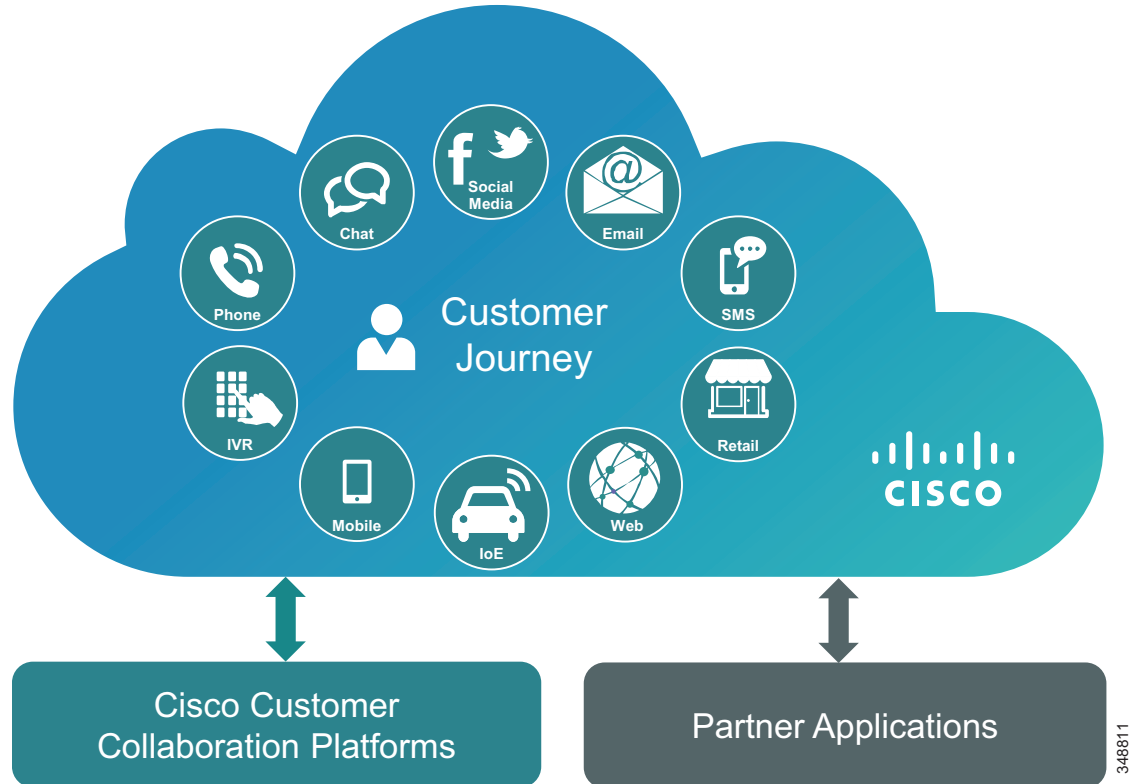 Social
Media
Chat
Email
Phone
SMS
Customer
Journey
IVR
Retail
CISCO
Mobile
Web
IoE
Cisco Customer
Collaboration Platforms
Partner Applications
348811